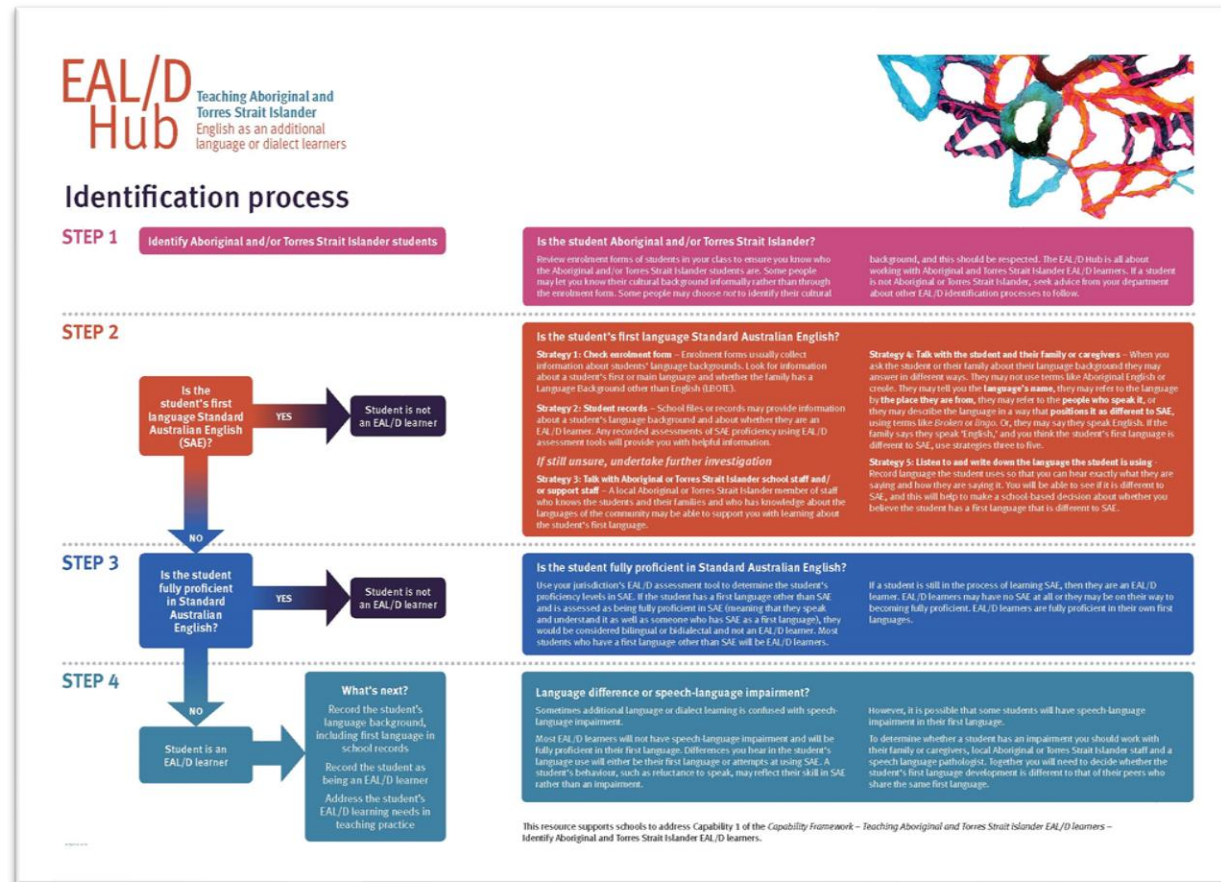 EAL/D
Hub
Teaching Aboriginal and
Torres Strait Islander
English as an additional
language or dialect learners
Identification process
STEP 1
Identify Aboriginal and/or Torres Strait Islander students
Is the student Aboriginal and/or Torres Strait Islander?
Review enrolment forms of students in your class to ensure you know who
the Aboriginal and/or Torres Strait Islander students are. Some people
may let you know their cultural background informally rather than through
the enrolment form. Some people may choose not to identify their cultural
background, and this should be respected. The EAL/D Hub is all about
working with Aboriginal and Torres Strait Islander EAL/D learners. If a student
is not Aboriginal or Torres Strait Islander, seek advice from your department
about other EAL/D identification processes to follow.
STEP 2
Is the
student's first
language Standard
Australian English
(SAE)?
YES
Student is not
an EAL/D learner
NO
Is the student's first language Standard Australian English?
Strategy 1: Check enrolment form – Enrolment forms usually collect
information about students' language backgrounds. Look for information
about a student's first or main language and whether the family has a
Language Background other than English (LBOTE).
Strategy 2: Student records – School files or records may provide information
about a student's language background and about whether they are an
EAL/D learner. Any recorded assessments of SAE proficiency using EAL/D
assessment tools will provide you with helpful information.
If still unsure, undertake further investigation
Strategy 3: Talk with Aboriginal or Torres Strait Islander school staff and/
or support staff – A local Aboriginal or Torres Strait Islander member of staff
who knows the students and their families and who has knowledge about the
languages of the community may be able to support you with learning about
the student's first language.
Strategy 4: Talk with the student and their family or caregivers – When you
ask the student or their family about their language background they may
answer in different ways. They may not use terms like Aboriginal English or
creole. They may tell you the language's name, they may refer to the language
by the place they are from, they may refer to the people who speak it, or
they may describe the language in a way that positions it as different to SAE,
using terms like Broken or lingo. Or, they may say they speak English. If the
family says they speak 'English,' and you think the student's first language is
different to SAE, use strategies three to five.
Strategy 5: Listen to and write down the language the student is using -
Record language the student uses so that you can hear exactly what they are
saying and how they are saying it. You will be able to see if it is different to
SAE, and this will help to make a school-based decision about whether you
believe the student has a first language that is different to SAE.
STEP 3
Is the student
fully proficient
in Standard
Australian
English?
YES
Student is not
an EAL/D learner
NO
Is the student fully proficient in Standard Australian English?
Use your jurisdiction's EAL/D assessment tool to determine the student's
proficiency levels in SAE. If the student has a first language other than SAE
and is assessed as being fully proficient in SAE (meaning that they speak
and understand it as well as someone who has SAE as a first language), they
would be considered bilingual or bidialectal and not an EAL/D learner. Most
students who have a first language other than SAE will be EAL/D learners.
If a student is still in the process of learning SAE, then they are an EAL/D
learner. EAL/D learners may have no SAE at all or they may be on their way to
becoming fully proficient. EAL/D learners are fully proficient in their own first
languages.
STEP 4
Student is an
EAL/D learner
What's next?
Record the student's
language background,
including first language in
school records
Record the student as
being an EAL/D learner
Address the student's
EAL/D learning needs in
teaching practice
Language difference or speech-language impairment?
Sometimes additional language or dialect learning is confused with speech-
language impairment.
Most EAL/D learners will not have speech-language impairment and will be
fully proficient in their first language. Differences you hear in the student's
language use will either be their first language or attempts at using SAE. A
student's behaviour, such as reluctance to speak, may reflect their skill in SAE
rather than an impairment.
However, it is possible that some students will have speech-language
impairment in their first language.
To determine whether a student has an impairment you should work with
their family or caregivers, local Aboriginal or Torres Strait Islander staff and a
speech language pathologist. Together you will need to decide whether the
student's first language development is different to that of their peers who
share the same first language.
This resource supports schools to address Capability 1 of the Capability Framework – Teaching Aboriginal and Torres Strait Islander EAL/D learners –
Identify Aboriginal and Torres Strait Islander EAL/D learners.